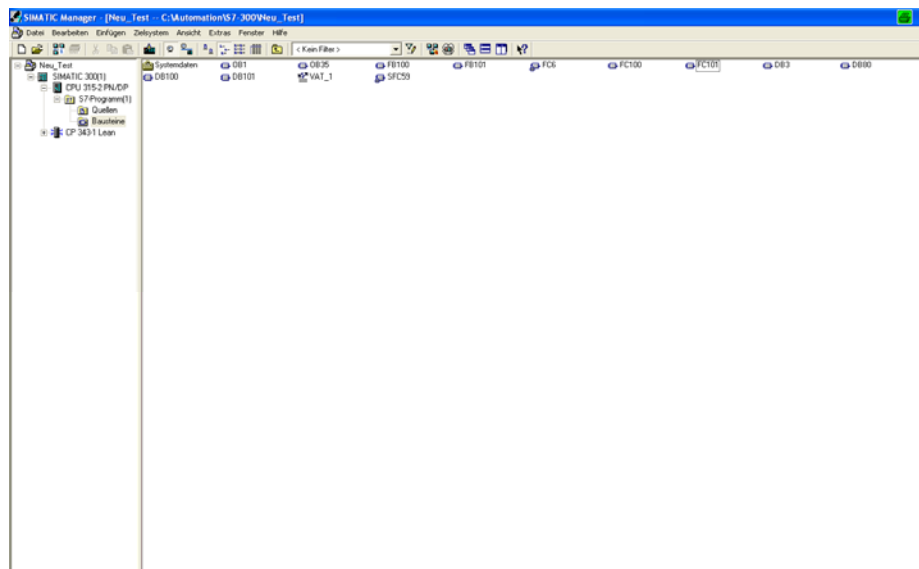 SIMATIC Manager - [Neu_Test -- C:\Automation\S7-300\Neu_Test]
Datei Bearbeiten Einfügen Zielsystem Ansicht Extras Fenster Hilfe
< Kein Filter >
Neu_Test
SIMATIC 300(1)
CPU 315-2 PN/DP
S7-Programm(1)
Quellen
Bausteine
CP 343-1 Lean
Systemdaten OB1 OB35 FB100 FB101 FC6 FC100 FC101 DB3 DB80
DB100 DB101 VAT_1 SFC59